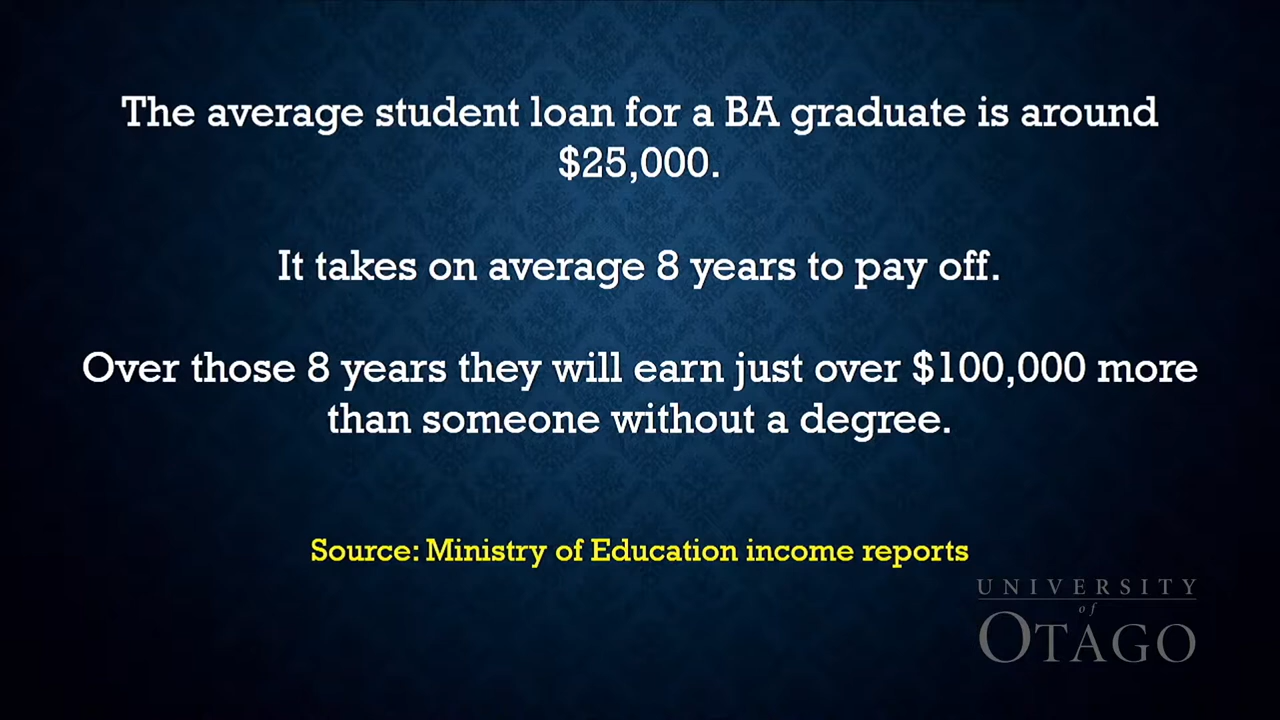 The average student loan for a BA graduate is around
$25,000.
It takes on average 8 years to pay off.
Over those 8 years they will earn just over $100,000 more
than someone without a degree.
Source: Ministry of Education income reports
UNIVERSITY
of
OTAGO